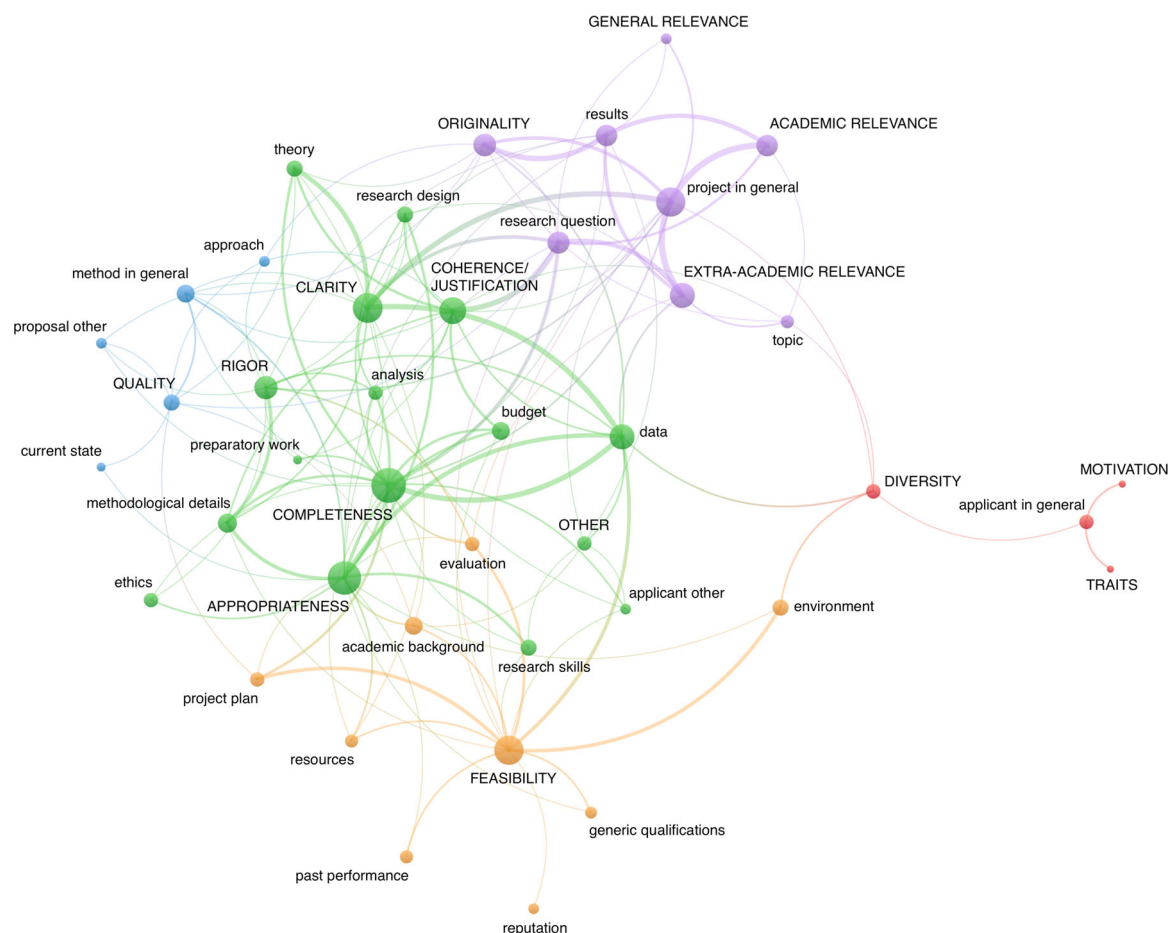 GENERAL RELEVANCE
results
ORIGINALITY
ACADEMIC RELEVANCE
theory
project in general
research design
research question
approach
COHERENCE/
JUSTIFICATION
EXTRA-ACADEMIC RELEVANCE
method in general
CLARITY
proposal other
topic
RIGOR
analysis
QUALITY
budget
data
preparatory work
current state
MOTIVATION
DIVERSITY
applicant in general
methodological details
COMPLETENESS
OTHER
evaluation
ethics
TRAITS
APPROPRIATENESS
applicant other
environment
academic background
research skills
project plan
resources
FEASIBILITY
generic qualifications
past performance
reputation